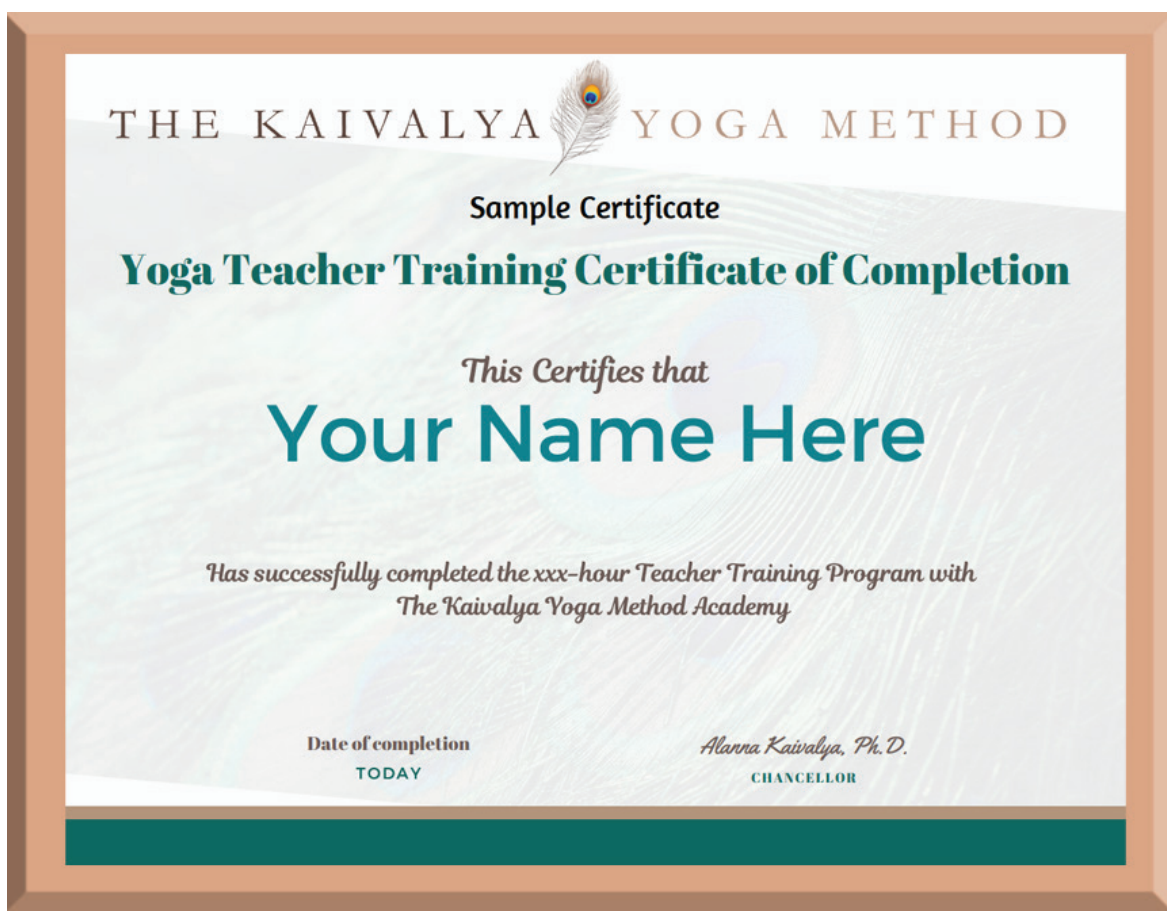 THE KAIVALYA YOGA METHOD
Sample Certificate
Yoga Teacher Training Certificate of Completion
This Certifies that
Your Name Here
Has successfully completed the xxx-hour Teacher Training Program with
The Kaivalya Yoga Method Academy
Date of completion
TODAY
Alanna Kaivalya, Ph.D.
CHANCELLOR